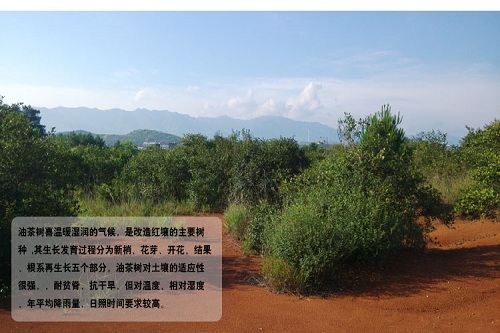 油茶树喜温暖湿润的气候，是改造红壤的主要树
种 ,其生长发育过程分为新梢、花芽、开花、结果
、根系再生长五个部分。油茶树对土壤的适应性
很强，、耐贫脊、抗干旱。但对温度、相对湿度
、年平均降雨量、日照时间要求较高。